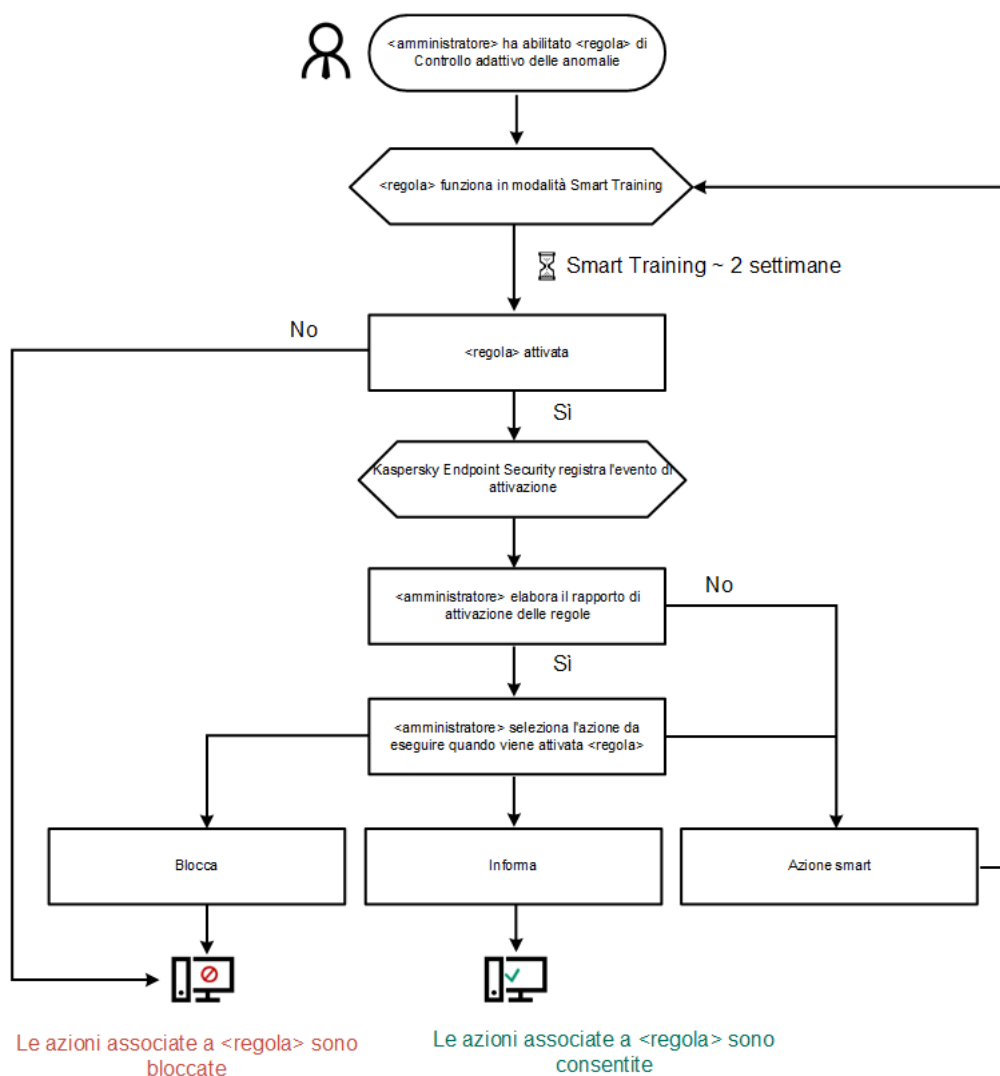 <amministratore> ha abilitato <regola> di
Controllo adattivo delle anomalie
<regola> funziona in modalità Smart Training
Smart Training ~ 2 settimane
No
<regola> attivata
Sì
Kaspersky Endpoint Security registra l'evento di
attivazione
<amministratore> elabora il rapporto di
attivazione delle regole
No
Sì
<amministratore> seleziona l'azione da
eseguire quando viene attivata <regola>
Blocca
Informa
Azione smart
Le azioni associate a <regola> sono
bloccate
Le azioni associate a <regola> sono
consentite